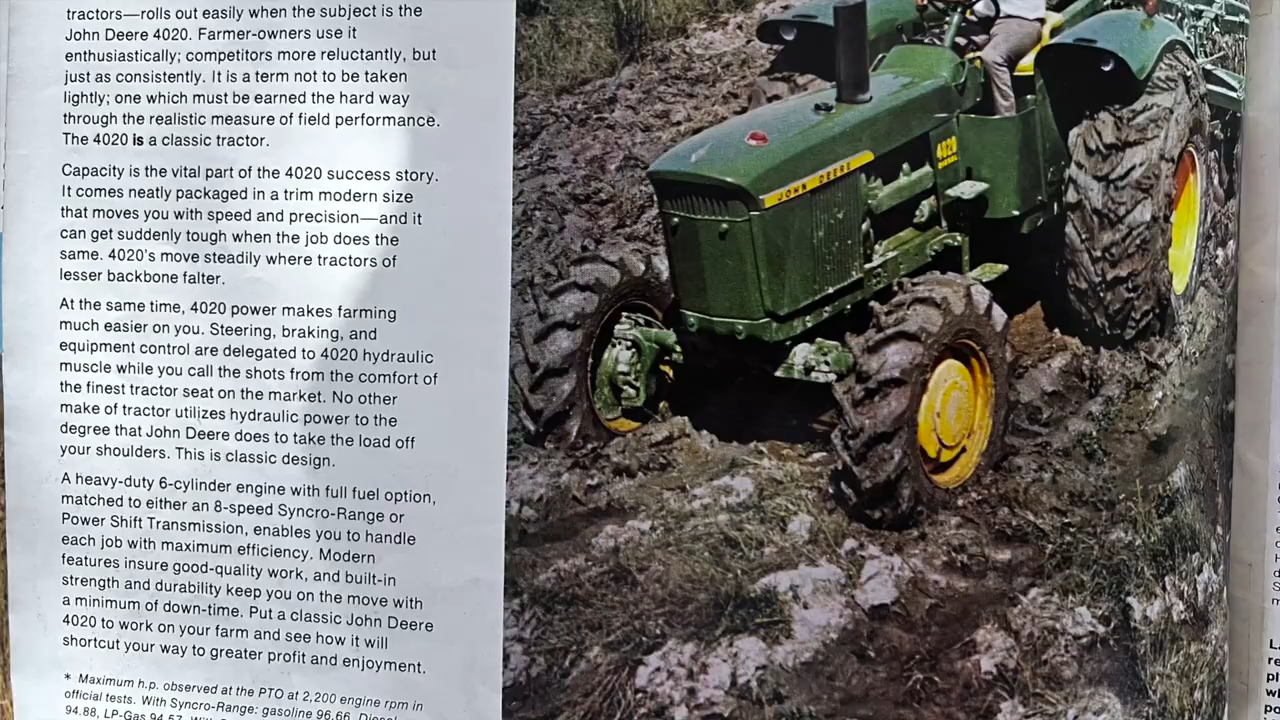 tractors—rolls out easily when the subject is the
John Deere 4020. Farmer-owners use it
enthusiastically; competitors more reluctantly, but
just as consistently. It is a term not to be taken
lightly; one which must be earned the hard way
through the realistic measure of field performance.
The 4020 is a classic tractor.
Capacity is the vital part of the 4020 success story.
It comes neatly packaged in a trim modern size
that moves you with speed and precision—and it
can get suddenly tough when the job does the
same. 4020's move steadily where tractors of
lesser backbone falter.
At the same time, 4020 power makes farming
much easier on you. Steering, braking, and
equipment control are delegated to 4020 hydraulic
muscle while you call the shots from the comfort of
the finest tractor seat on the market. No other
make of tractor utilizes hydraulic power to the
degree that John Deere does to take the load off
your shoulders. This is classic design.
A heavy-duty 6-cylinder engine with full fuel option,
matched to either an 8-speed Syncro-Range or
Power Shift Transmission, enables you to handle
each job with maximum efficiency. Modern
features insure good-quality work, and built-in
strength and durability keep you on the move with
a minimum of down-time. Put a classic John Deere
4020 to work on your farm and see how it will
shortcut your way to greater profit and enjoyment.
* Maximum h.p. observed at the PTO at 2,200 engine rpm in
official tests. With Syncro-Range: gasoline 96.66, Diesel
94.88, LP-Gas 94.57.
JOHN DEERE
4020
DIESEL